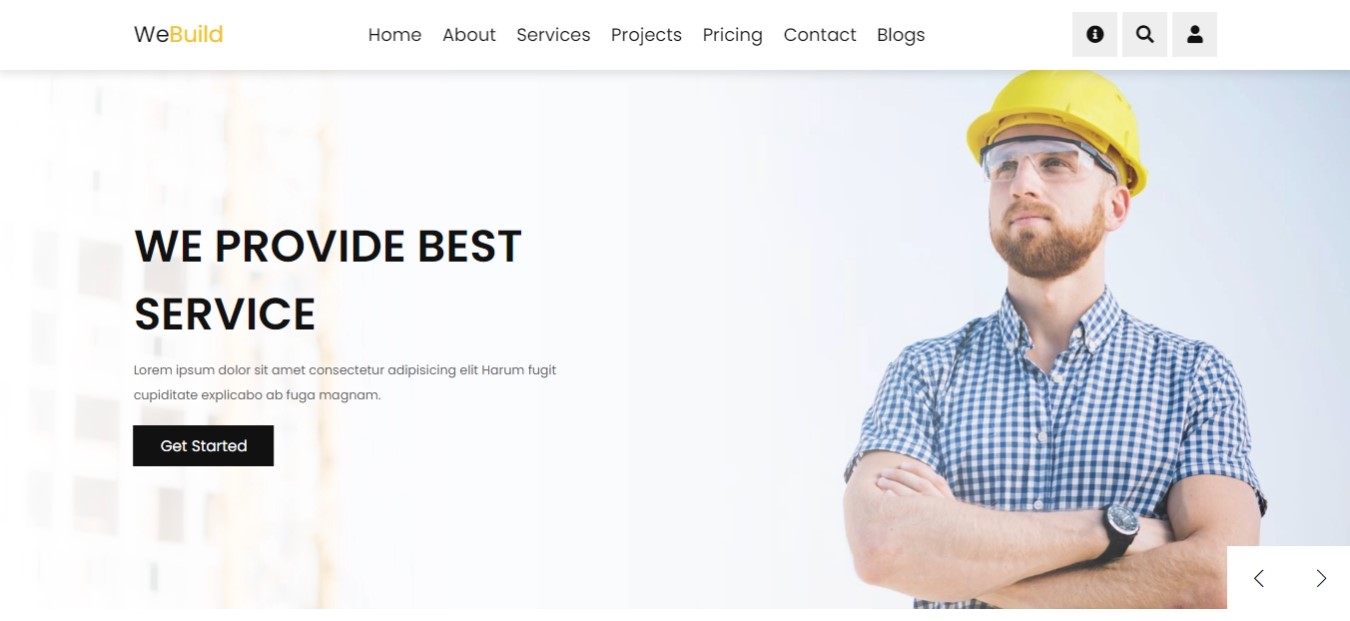 WeBuild
Home About Services Projects Pricing Contact Blogs
WE PROVIDE BEST
SERVICE
Lorem ipsum dolor sit amet consectetur adipisicing elit Harum fugit
cupiditate explicabo ab fuga magnam.
Get Started